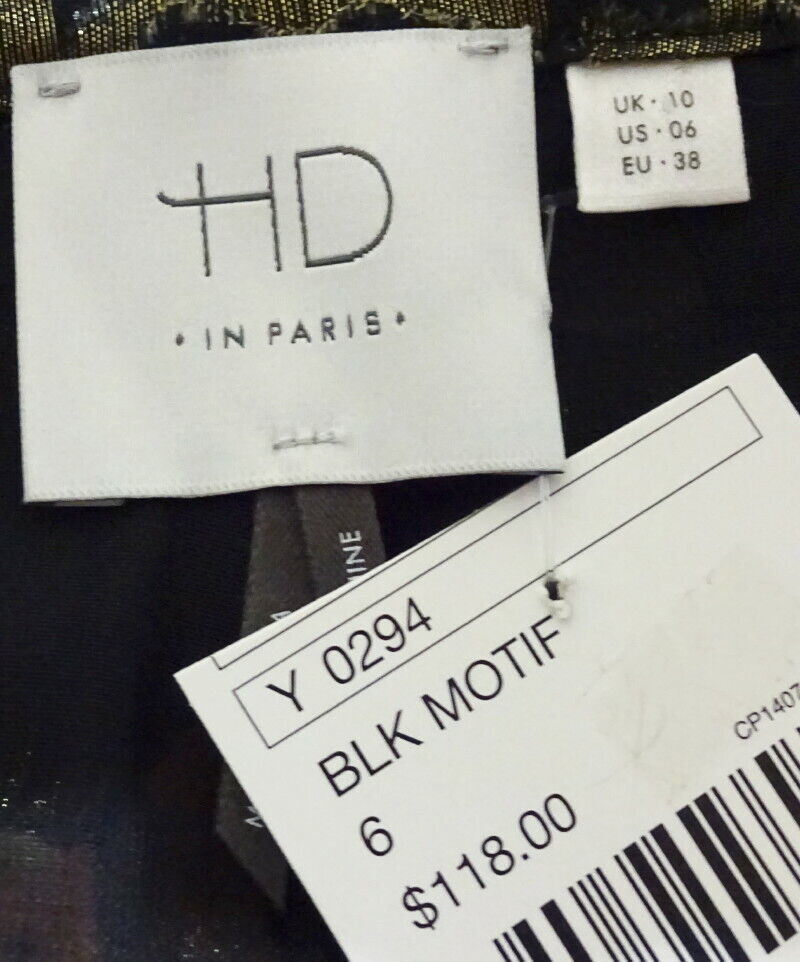 HD
• IN PARIS •
UK • 10
US • 06
EU • 38
Y 0294
BLK MOTIF
6
$118.00